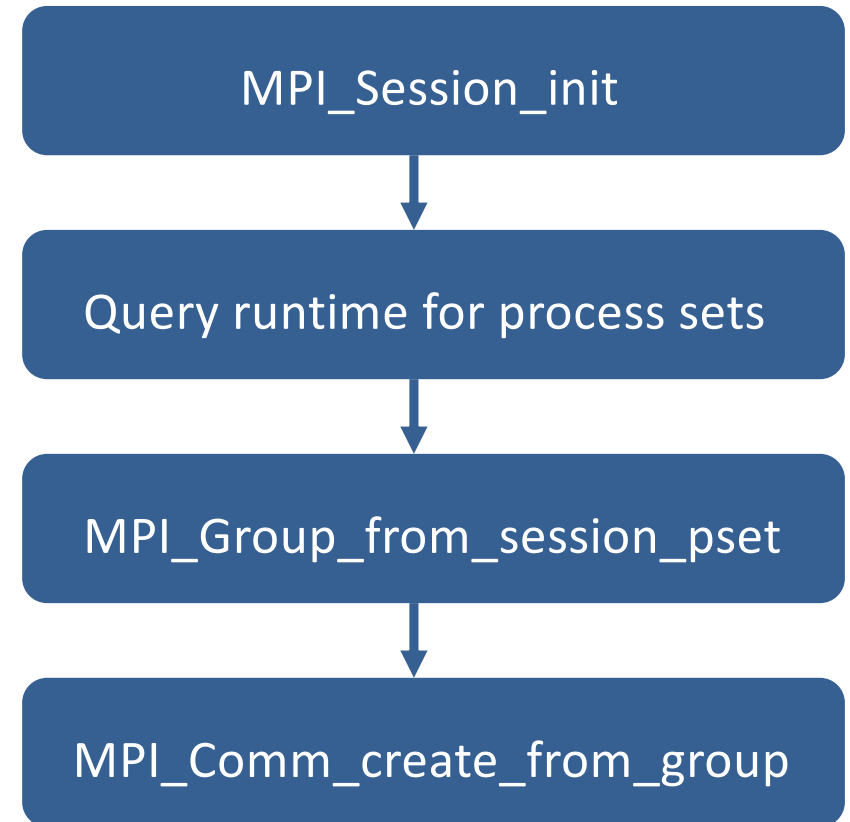 MPI_Session_init
Query runtime for process sets
MPI_Group_from_session_pset
MPI_Comm_create_from_group